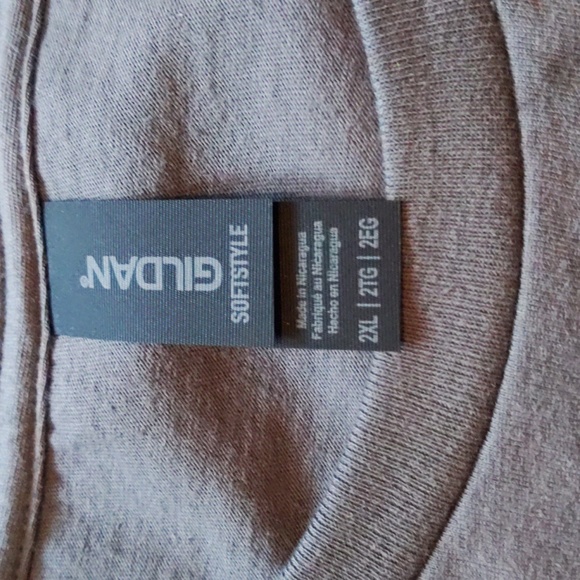 GILDAN®
SOFTSTYLE
Made in Nicaragua
Fabriqué au Nicaragua
Hecho en Nicaragua
2XL | 2TG | 2EG